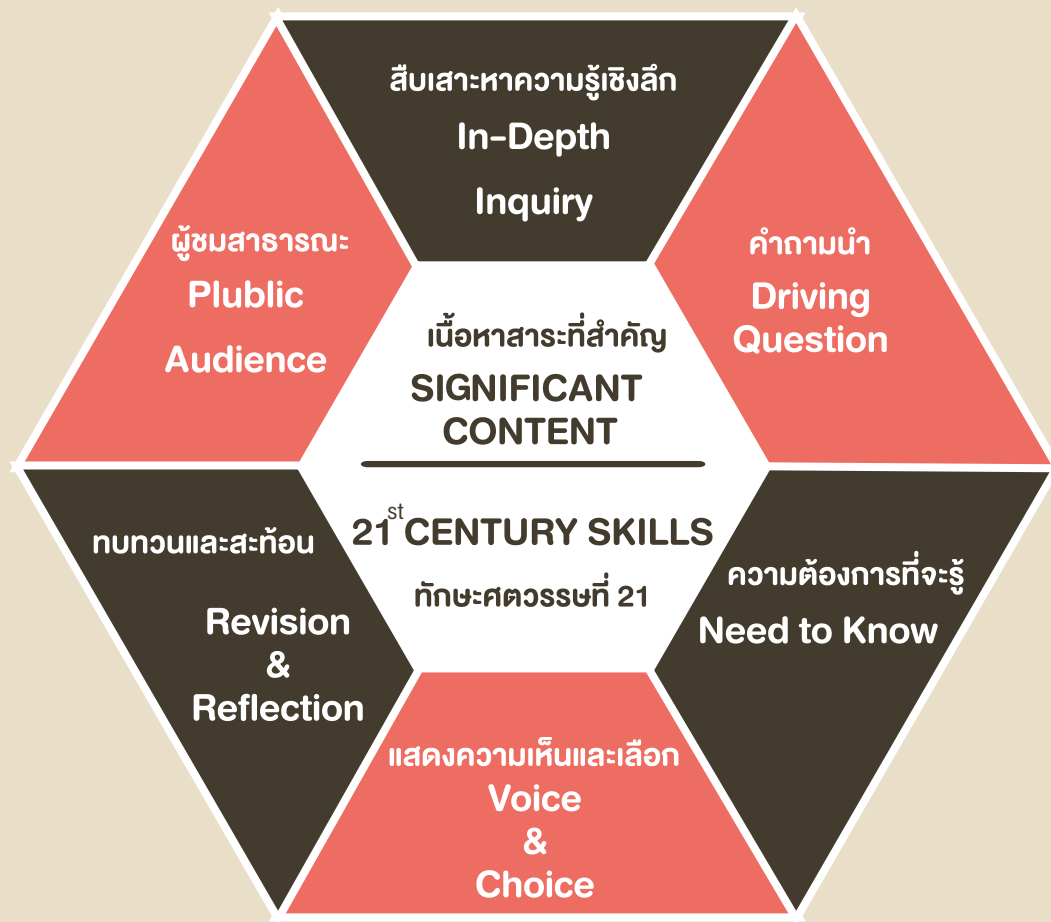 สืบเสาะหาความรู้เชิงลึก
In-Depth
Inquiry
คำถามนำ
Driving
Question
ความต้องการที่จะรู้
Need to Know
แสดงความเห็นและเลือก
Voice
&
Choice
ทบทวนและสะท้อน
Revision
&
Reflection
ผู้ชมสาธารณะ
Plublic
Audience
เนื้อหาสาระที่สำคัญ
SIGNIFICANT
CONTENT
21st CENTURY SKILLS
ทักษะศตวรรษที่ 21